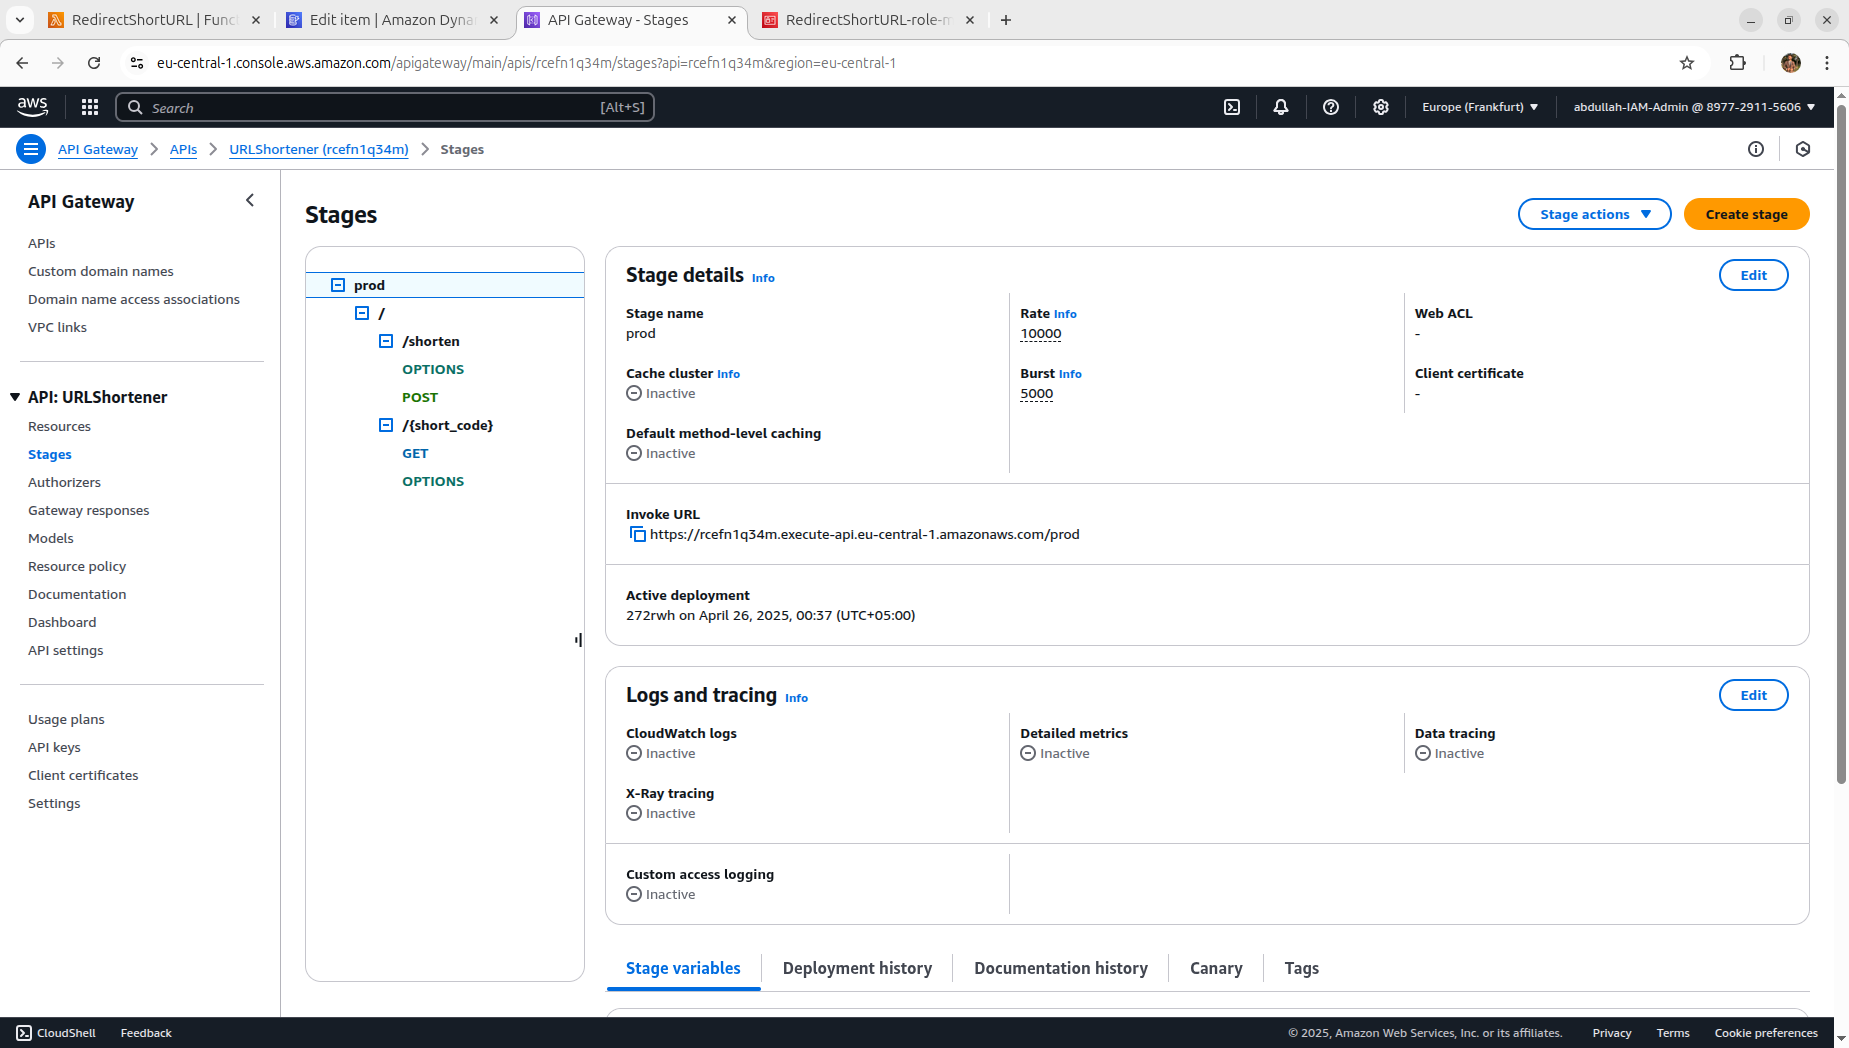 RedirectShortURL | Func
Edit item | Amazon Dyna
API Gateway - Stages
RedirectShortURL-role-m
eu-central-1.console.aws.amazon.com/apigateway/main/apis/rcefn1q34m/stages?api=rcefn1q34m&region=eu-central-1
aws
Search
[Alt+S]
Europe (Frankfurt)
abdullah-IAM-Admin @ 8977-2911-5606
API Gateway
APIs
URLShortener (rcefn1q34m)
Stages
API Gateway
APIs
Custom domain names
Domain name access associations
VPC links
API: URLShortener
Resources
Stages
Authorizers
Gateway responses
Models
Resource policy
Documentation
Dashboard
API settings
Usage plans
API keys
Client certificates
Settings
Stages
Stage actions
Create stage
prod
/
/shorten
OPTIONS
POST
/{short_code}
GET
OPTIONS
Stage details Info
Edit
Stage name
prod
Rate Info
10000
Web ACL
-
Cache cluster Info
Inactive
Burst Info
5000
Client certificate
-
Default method-level caching
Inactive
Invoke URL
https://rcefn1q34m.execute-api.eu-central-1.amazonaws.com/prod
Active deployment
272rwh on April 26, 2025, 00:37 (UTC+05:00)
Logs and tracing Info
Edit
CloudWatch logs
Inactive
Detailed metrics
Inactive
Data tracing
Inactive
X-Ray tracing
Inactive
Custom access logging
Inactive
Stage variables
Deployment history
Documentation history
Canary
Tags
CloudShell
Feedback
© 2025, Amazon Web Services, Inc. or its affiliates.
Privacy
Terms
Cookie preferences